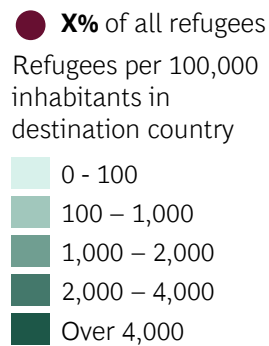 X% of all refugees
Refugees per 100,000
inhabitants in
destination country
0 - 100
100 – 1,000
1,000 – 2,000
2,000 – 4,000
Over 4,000